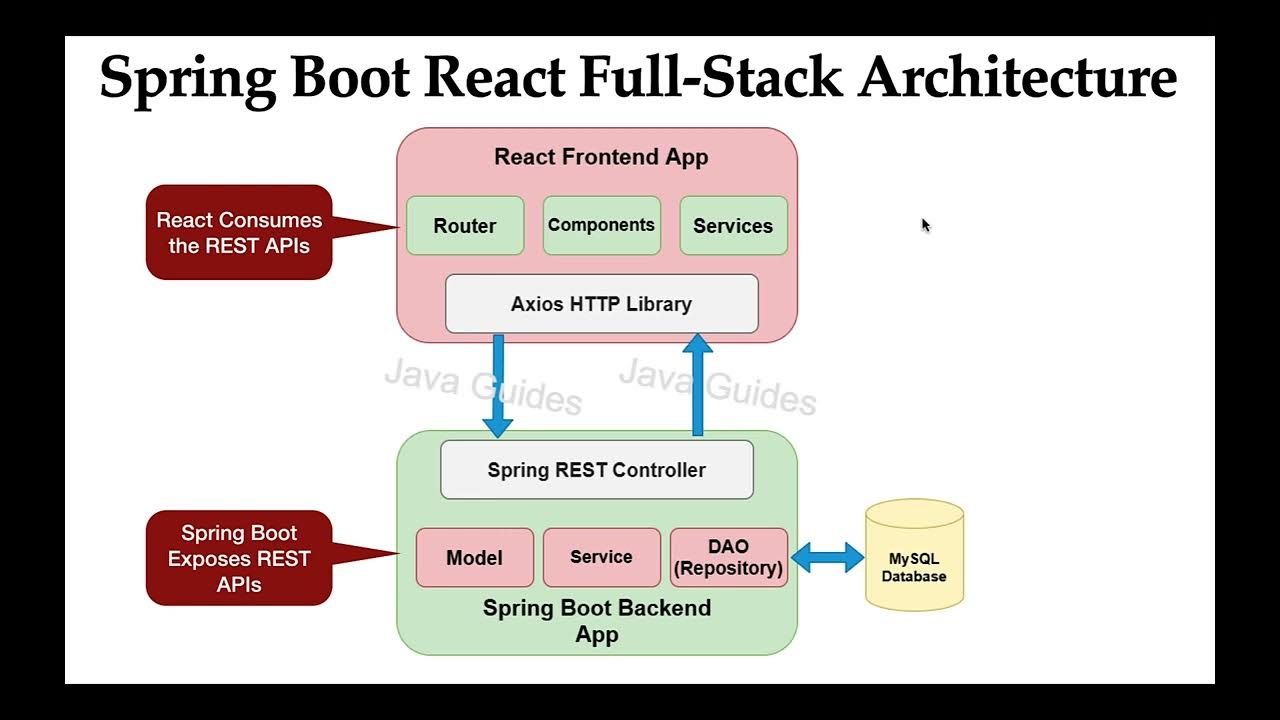 Spring Boot React Full-Stack Architecture
React Frontend App
React Consumes
the REST APIs
Router
Components
Services
Axios HTTP Library
Java Guides
Java Guides
Spring REST Controller
Spring Boot
Exposes REST
APIs
Model
Service
DAO
(Repository)
MySQL
Database
Spring Boot Backend
App